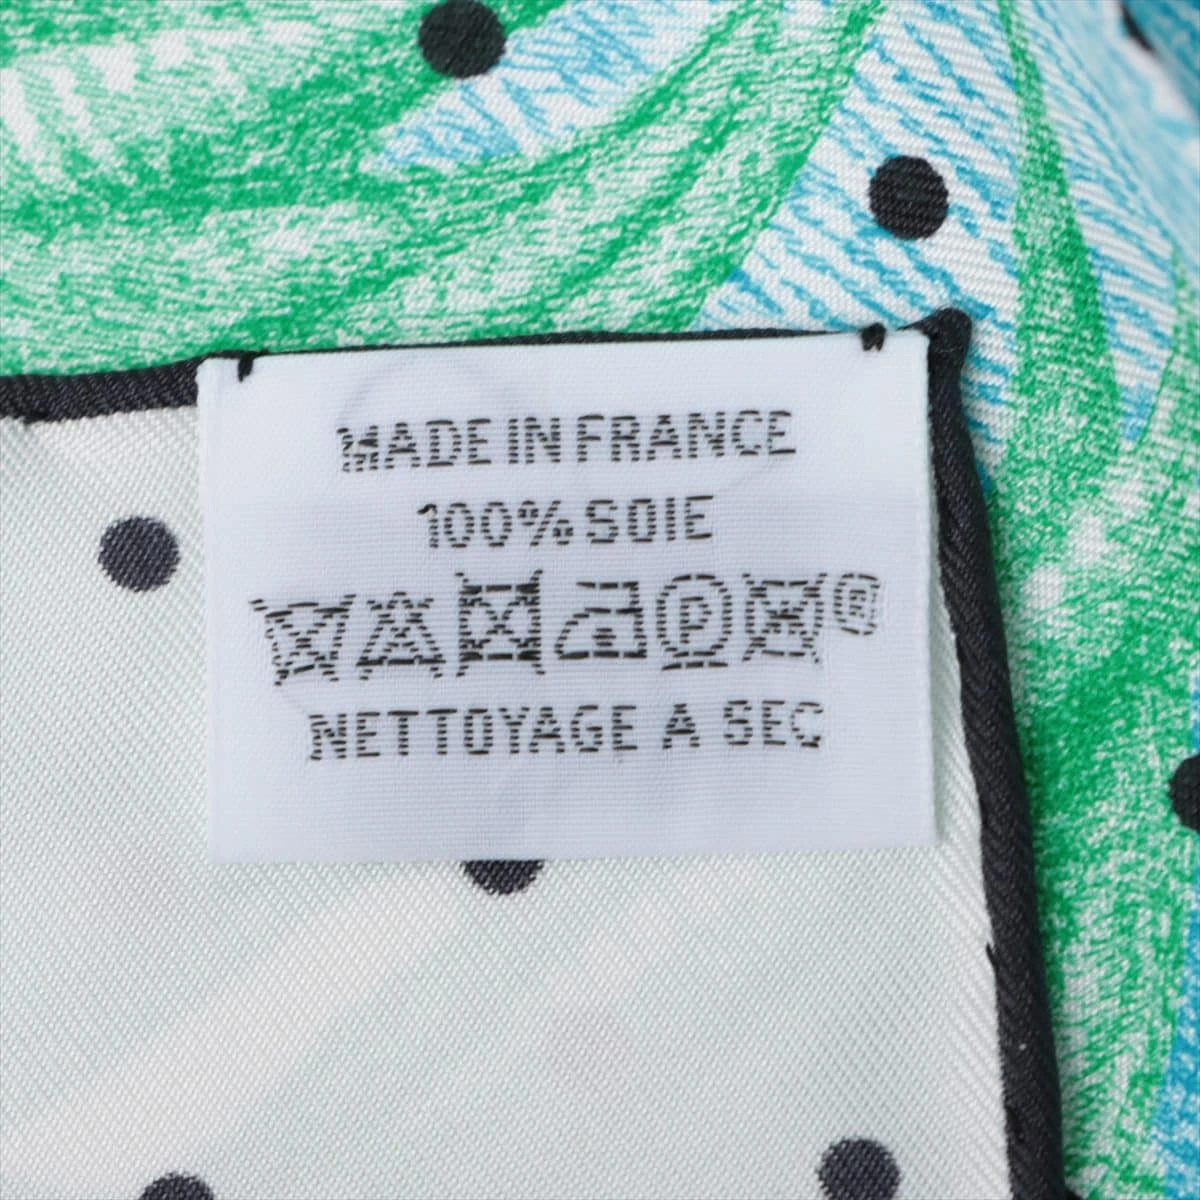 MADE IN FRANCE
100% SOIE
P ®
NETTOYAGE A SEC